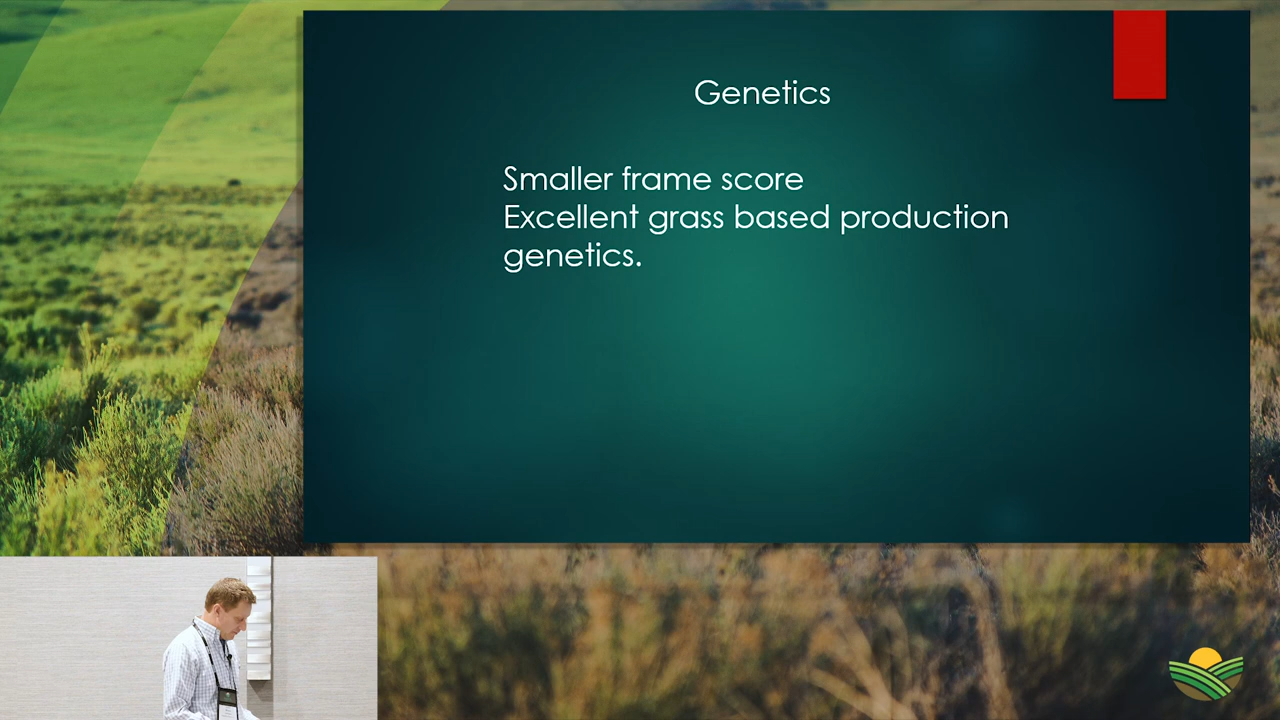 Genetics
Smaller frame score
Excellent grass based production
genetics.